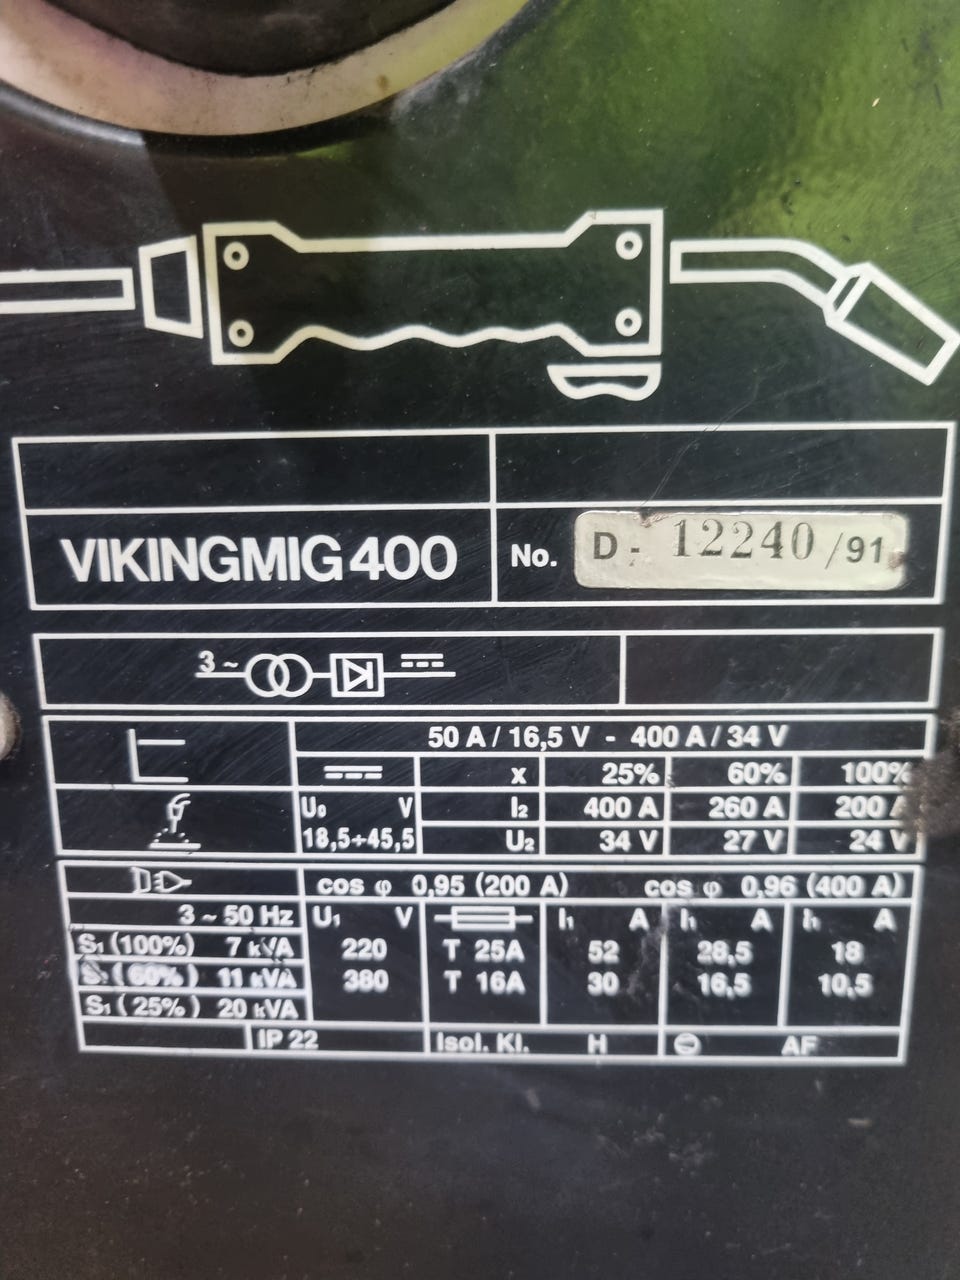 VIKINGMIG 400 No. D- 12240 /91
3~
50 A / 16,5 V - 400 A / 34 V
x 25% 60% 100%
U₀ V I₂ 400 A 260 A 200 A
18,5÷45,5 U₂ 34 V 27 V 24 V
cos φ 0,95 (200 A) cos φ 0,96 (400 A)
3 ~ 50 Hz U₁ V I₁ A I₁ A I₁ A
S₁ (100%) 7 kVA 220 T 25A 52 28,5 18
S₁ (60%) 11 kVA 380 T 16A 30 16,5 10,5
S₁ (25%) 20 kVA
IP 22 Isol. Kl. H AF